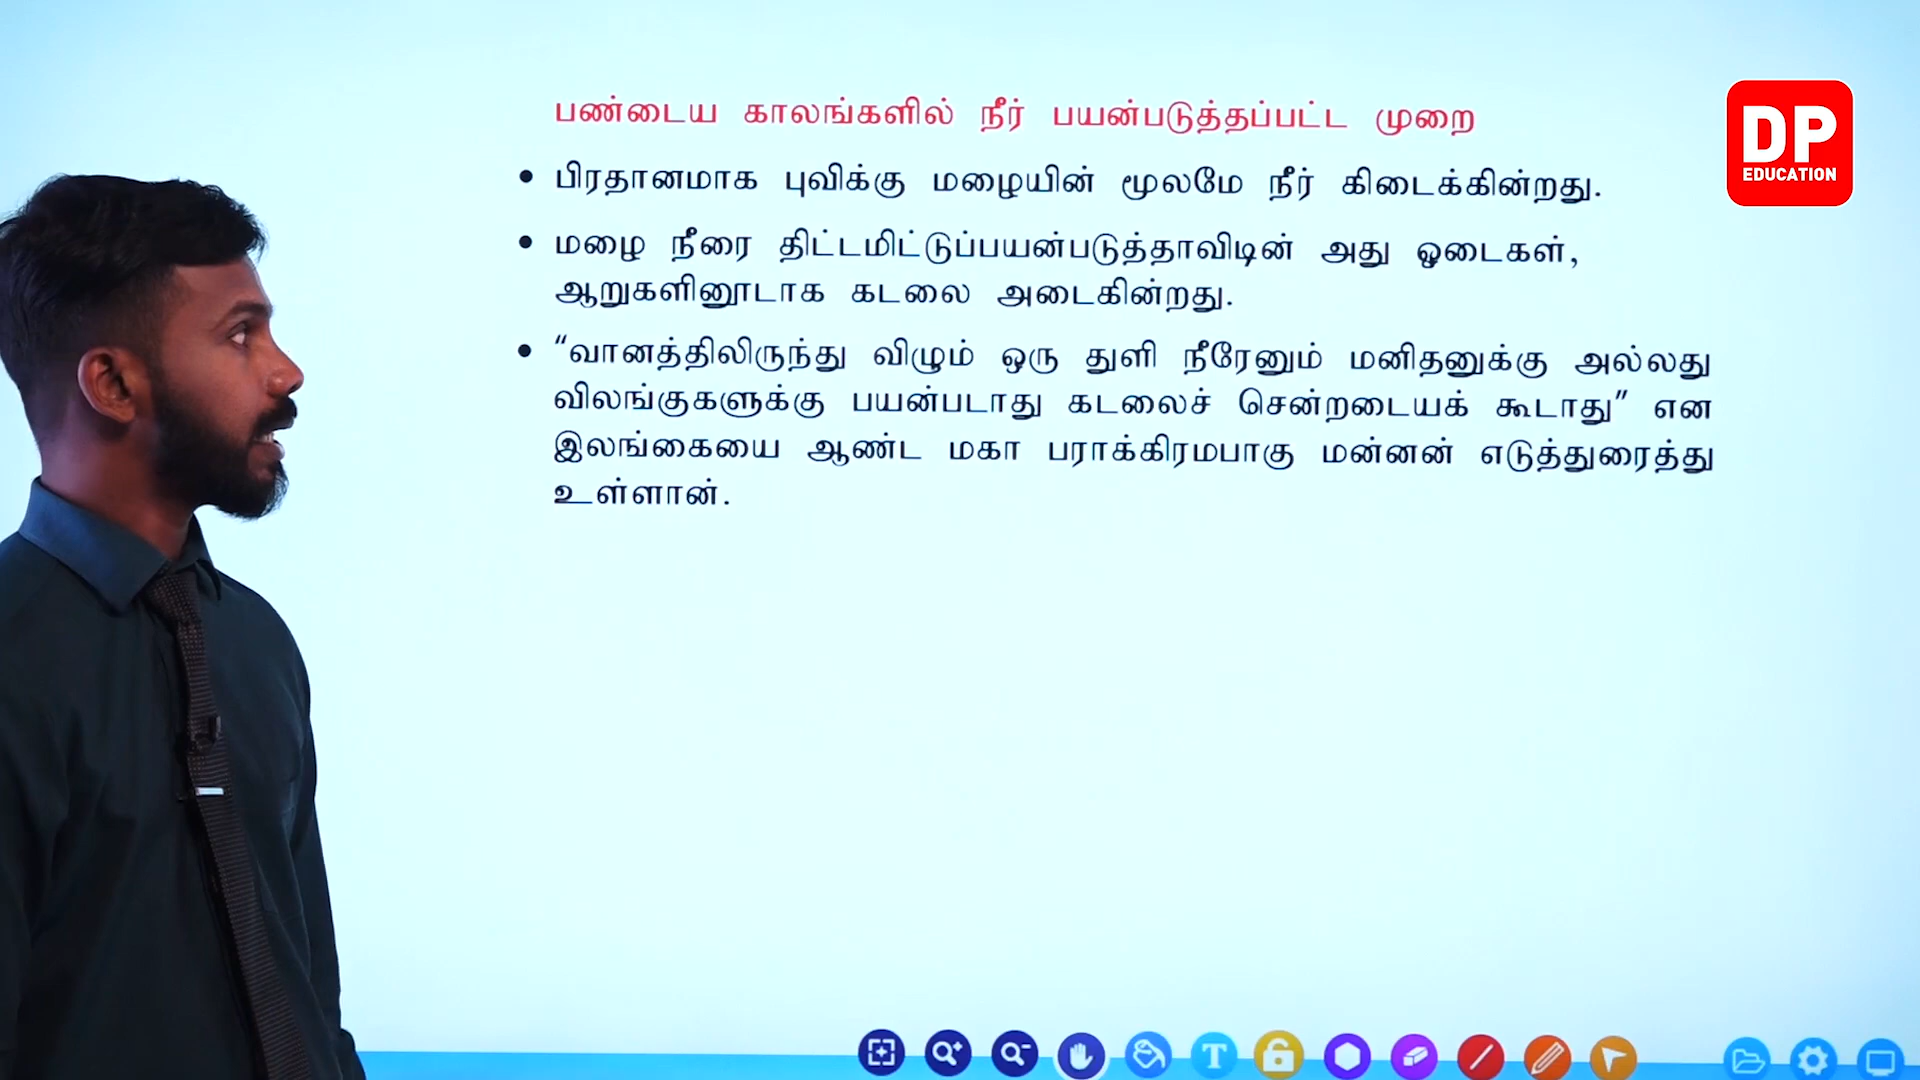 பண்டைய காலங்களில் நீர் பயன்படுத்தப்பட்ட முறை
DP
EDUCATION
• பிரதானமாக புவிக்கு மழையின் மூலமே நீர் கிடைக்கின்றது.
• மழை நீரை திட்டமிட்டுப்பயன்படுத்தாவிடின் அது ஓடைகள்,
ஆறுகளினூடாக கடலை அடைகின்றது.
• “வானத்திலிருந்து விழும் ஒரு துளி நீரேனும் மனிதனுக்கு அல்லது
விலங்குகளுக்கு பயன்படாது கடலைச் சென்றடையக் கூடாது” என
இலங்கையை ஆண்ட மகா பராக்கிரமபாகு மன்னன் எடுத்துரைத்து
உள்ளான்.
T